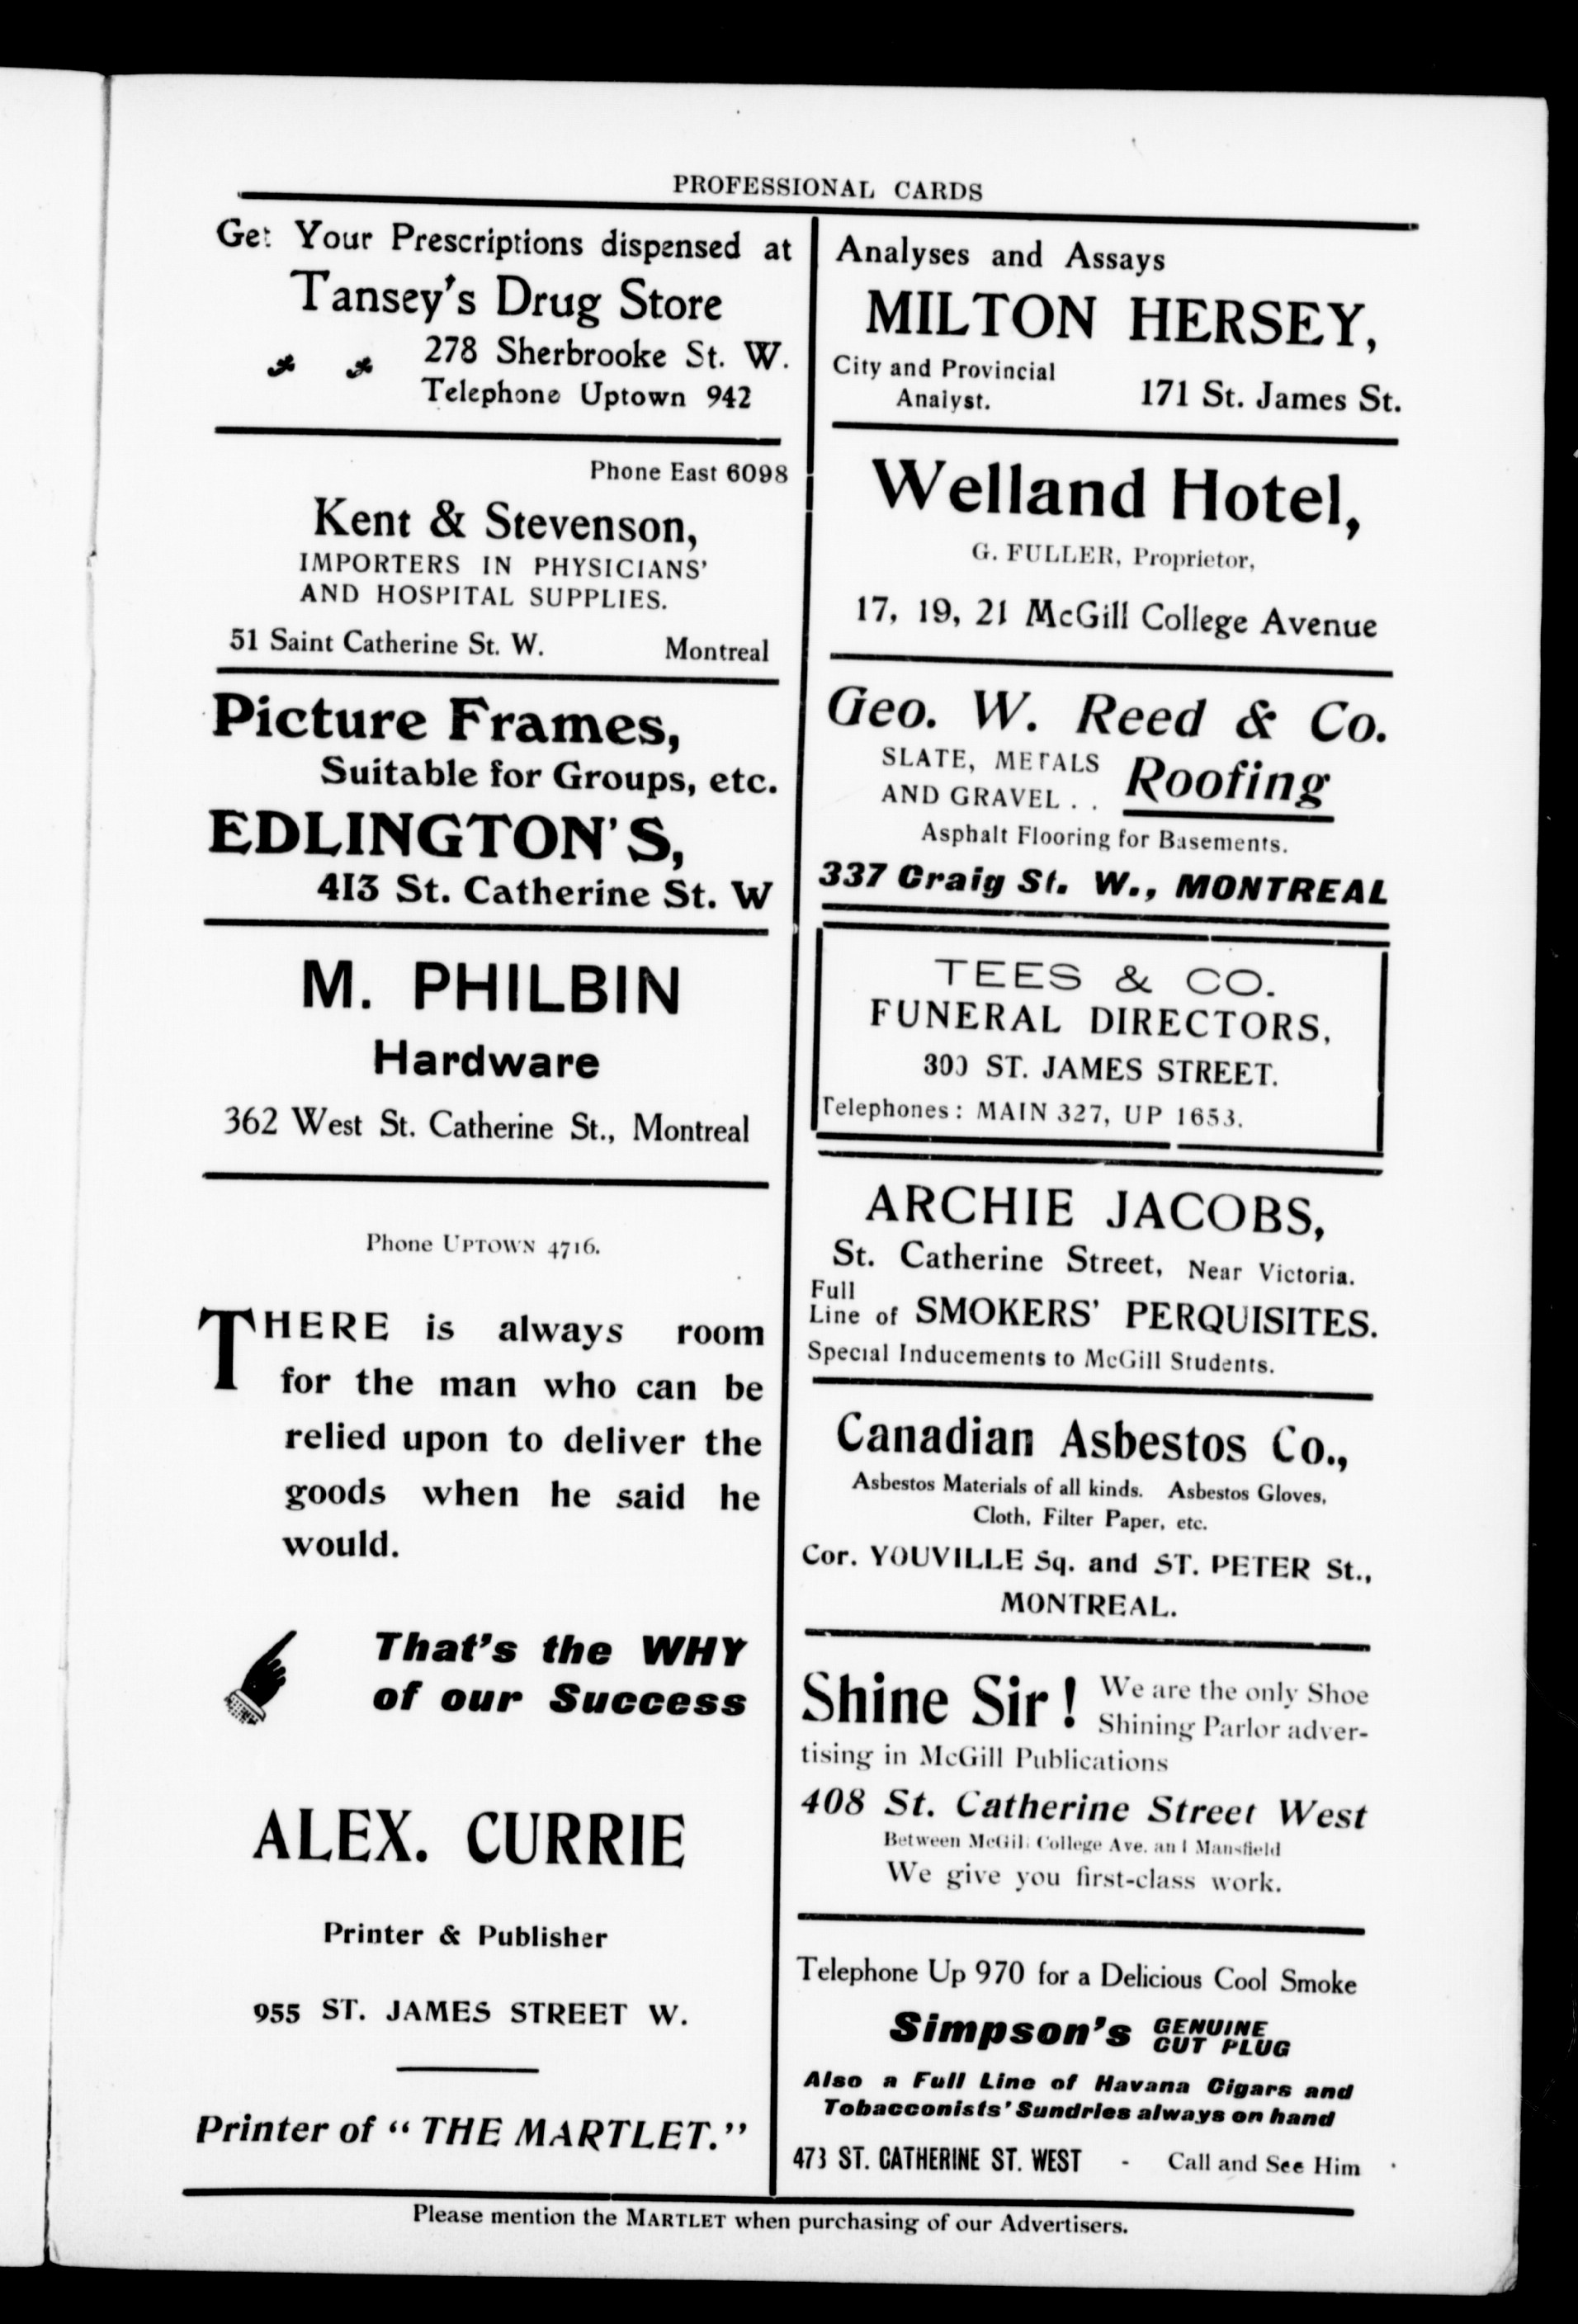 PROFESSIONAL CARDS
Get Your Prescriptions dispensed at
Tansey's Drug Store
278 Sherbrooke St. W.
Telephone Uptown 942
Phone East 6098
Kent & Stevenson,
IMPORTERS IN PHYSICIANS'
AND HOSPITAL SUPPLIES.
51 Saint Catherine St. W. Montreal
Picture Frames,
Suitable for Groups, etc.
EDLINGTON'S,
413 St. Catherine St. W
M. PHILBIN
Hardware
362 West St. Catherine St., Montreal
Phone UPTOWN 4716.
THERE is always room
for the man who can be
relied upon to deliver the
goods when he said he
would.
That's the WHY
of our Success
ALEX. CURRIE
Printer & Publisher
955 ST. JAMES STREET W.
Printer of "THE MARTLET."
Analyses and Assays
MILTON HERSEY,
City and Provincial
Analyst. 171 St. James St.
Welland Hotel,
G. FULLER, Proprietor,
17, 19, 21 McGill College Avenue
Geo. W. Reed & Co.
SLATE, METALS
AND GRAVEL . . Roofing
Asphalt Flooring for Basements.
337 Craig St. W., MONTREAL
TEES & CO.
FUNERAL DIRECTORS,
300 ST. JAMES STREET.
Telephones: MAIN 327, UP 1653.
ARCHIE JACOBS,
St. Catherine Street, Near Victoria.
Full
Line of SMOKERS' PERQUISITES.
Special Inducements to McGill Students.
Canadian Asbestos Co.,
Asbestos Materials of all kinds. Asbestos Gloves,
Cloth, Filter Paper, etc.
Cor. YOUVILLE Sq. and ST. PETER St.,
MONTREAL.
Shine Sir! We are the only Shoe
Shining Parlor adver-
tising in McGill Publications
408 St. Catherine Street West
Between McGill College Ave. and Mansfield
We give you first-class work.
Telephone Up 970 for a Delicious Cool Smoke
Simpson's GENUINE
CUT PLUG
Also a Full Line of Havana Cigars and
Tobacconists' Sundries always on hand
473 ST. CATHERINE ST. WEST - Call and See Him
Please mention the MARTLET when purchasing of our Advertisers.